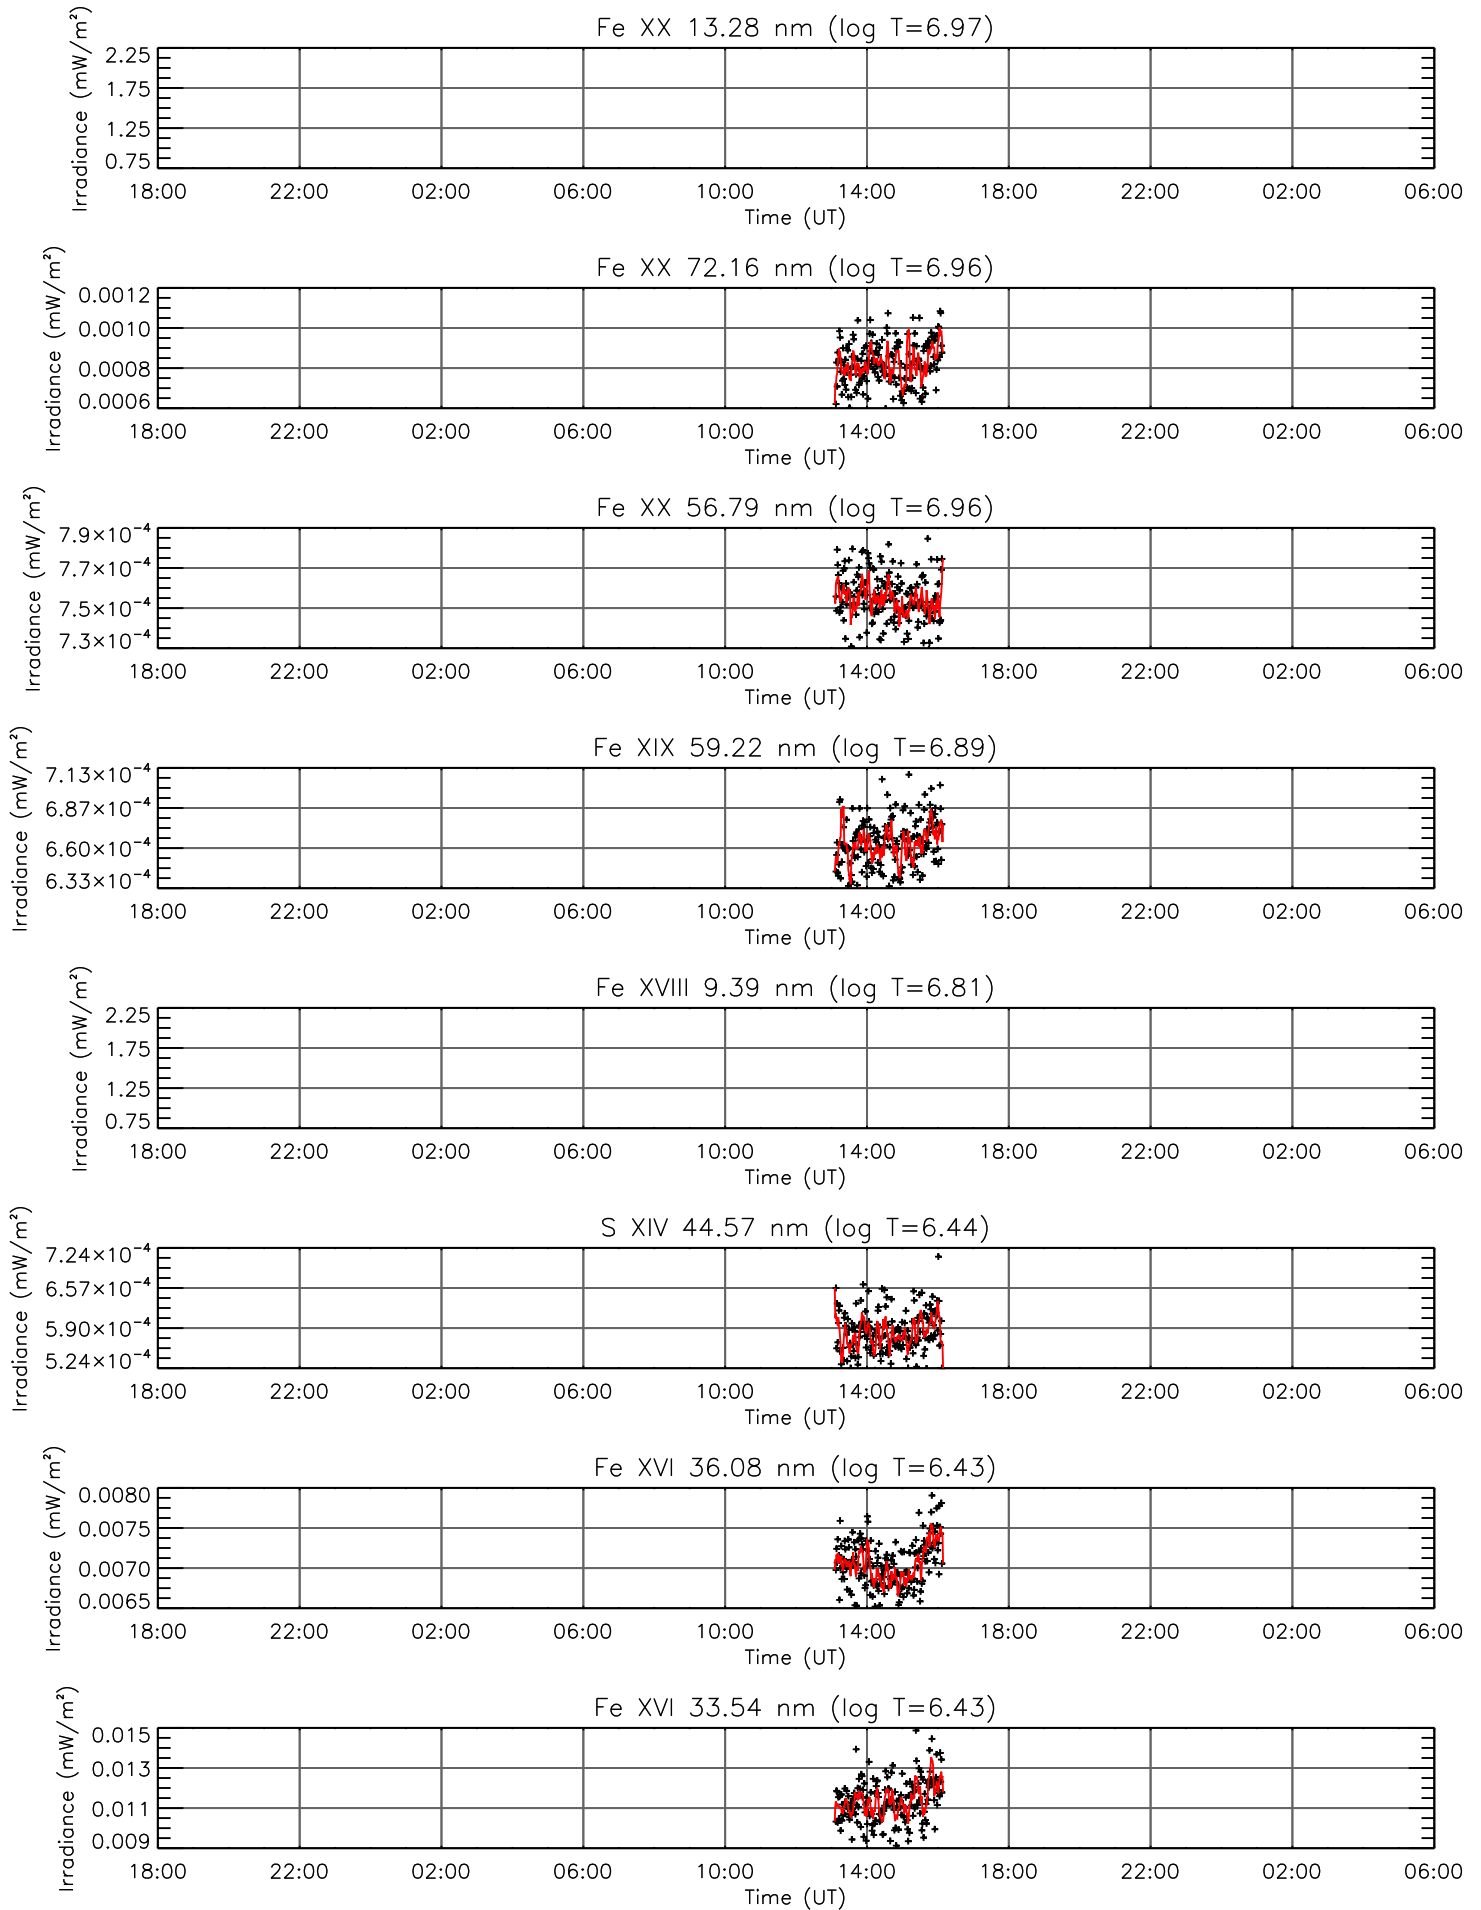 Fe XX 13.28 nm (log T=6.97)
Irradiance (mW/m²)
2.25
1.75
1.25
0.75
18:00 22:00 02:00 06:00 10:00 14:00 18:00 22:00 02:00 06:00
Time (UT)
Fe XX 72.16 nm (log T=6.96)
Irradiance (mW/m²)
0.0012
0.0010
0.0008
0.0006
18:00 22:00 02:00 06:00 10:00 14:00 18:00 22:00 02:00 06:00
Time (UT)
Fe XX 56.79 nm (log T=6.96)
Irradiance (mW/m²)
7.9×10⁻⁴
7.7×10⁻⁴
7.5×10⁻⁴
7.3×10⁻⁴
18:00 22:00 02:00 06:00 10:00 14:00 18:00 22:00 02:00 06:00
Time (UT)
Fe XIX 59.22 nm (log T=6.89)
Irradiance (mW/m²)
7.13×10⁻⁴
6.87×10⁻⁴
6.60×10⁻⁴
6.33×10⁻⁴
18:00 22:00 02:00 06:00 10:00 14:00 18:00 22:00 02:00 06:00
Time (UT)
Fe XVIII 9.39 nm (log T=6.81)
Irradiance (mW/m²)
2.25
1.75
1.25
0.75
18:00 22:00 02:00 06:00 10:00 14:00 18:00 22:00 02:00 06:00
Time (UT)
S XIV 44.57 nm (log T=6.44)
Irradiance (mW/m²)
7.24×10⁻⁴
6.57×10⁻⁴
5.90×10⁻⁴
5.24×10⁻⁴
18:00 22:00 02:00 06:00 10:00 14:00 18:00 22:00 02:00 06:00
Time (UT)
Fe XVI 36.08 nm (log T=6.43)
Irradiance (mW/m²)
0.0080
0.0075
0.0070
0.0065
18:00 22:00 02:00 06:00 10:00 14:00 18:00 22:00 02:00 06:00
Time (UT)
Fe XVI 33.54 nm (log T=6.43)
Irradiance (mW/m²)
0.015
0.013
0.011
0.009
18:00 22:00 02:00 06:00 10:00 14:00 18:00 22:00 02:00 06:00
Time (UT)